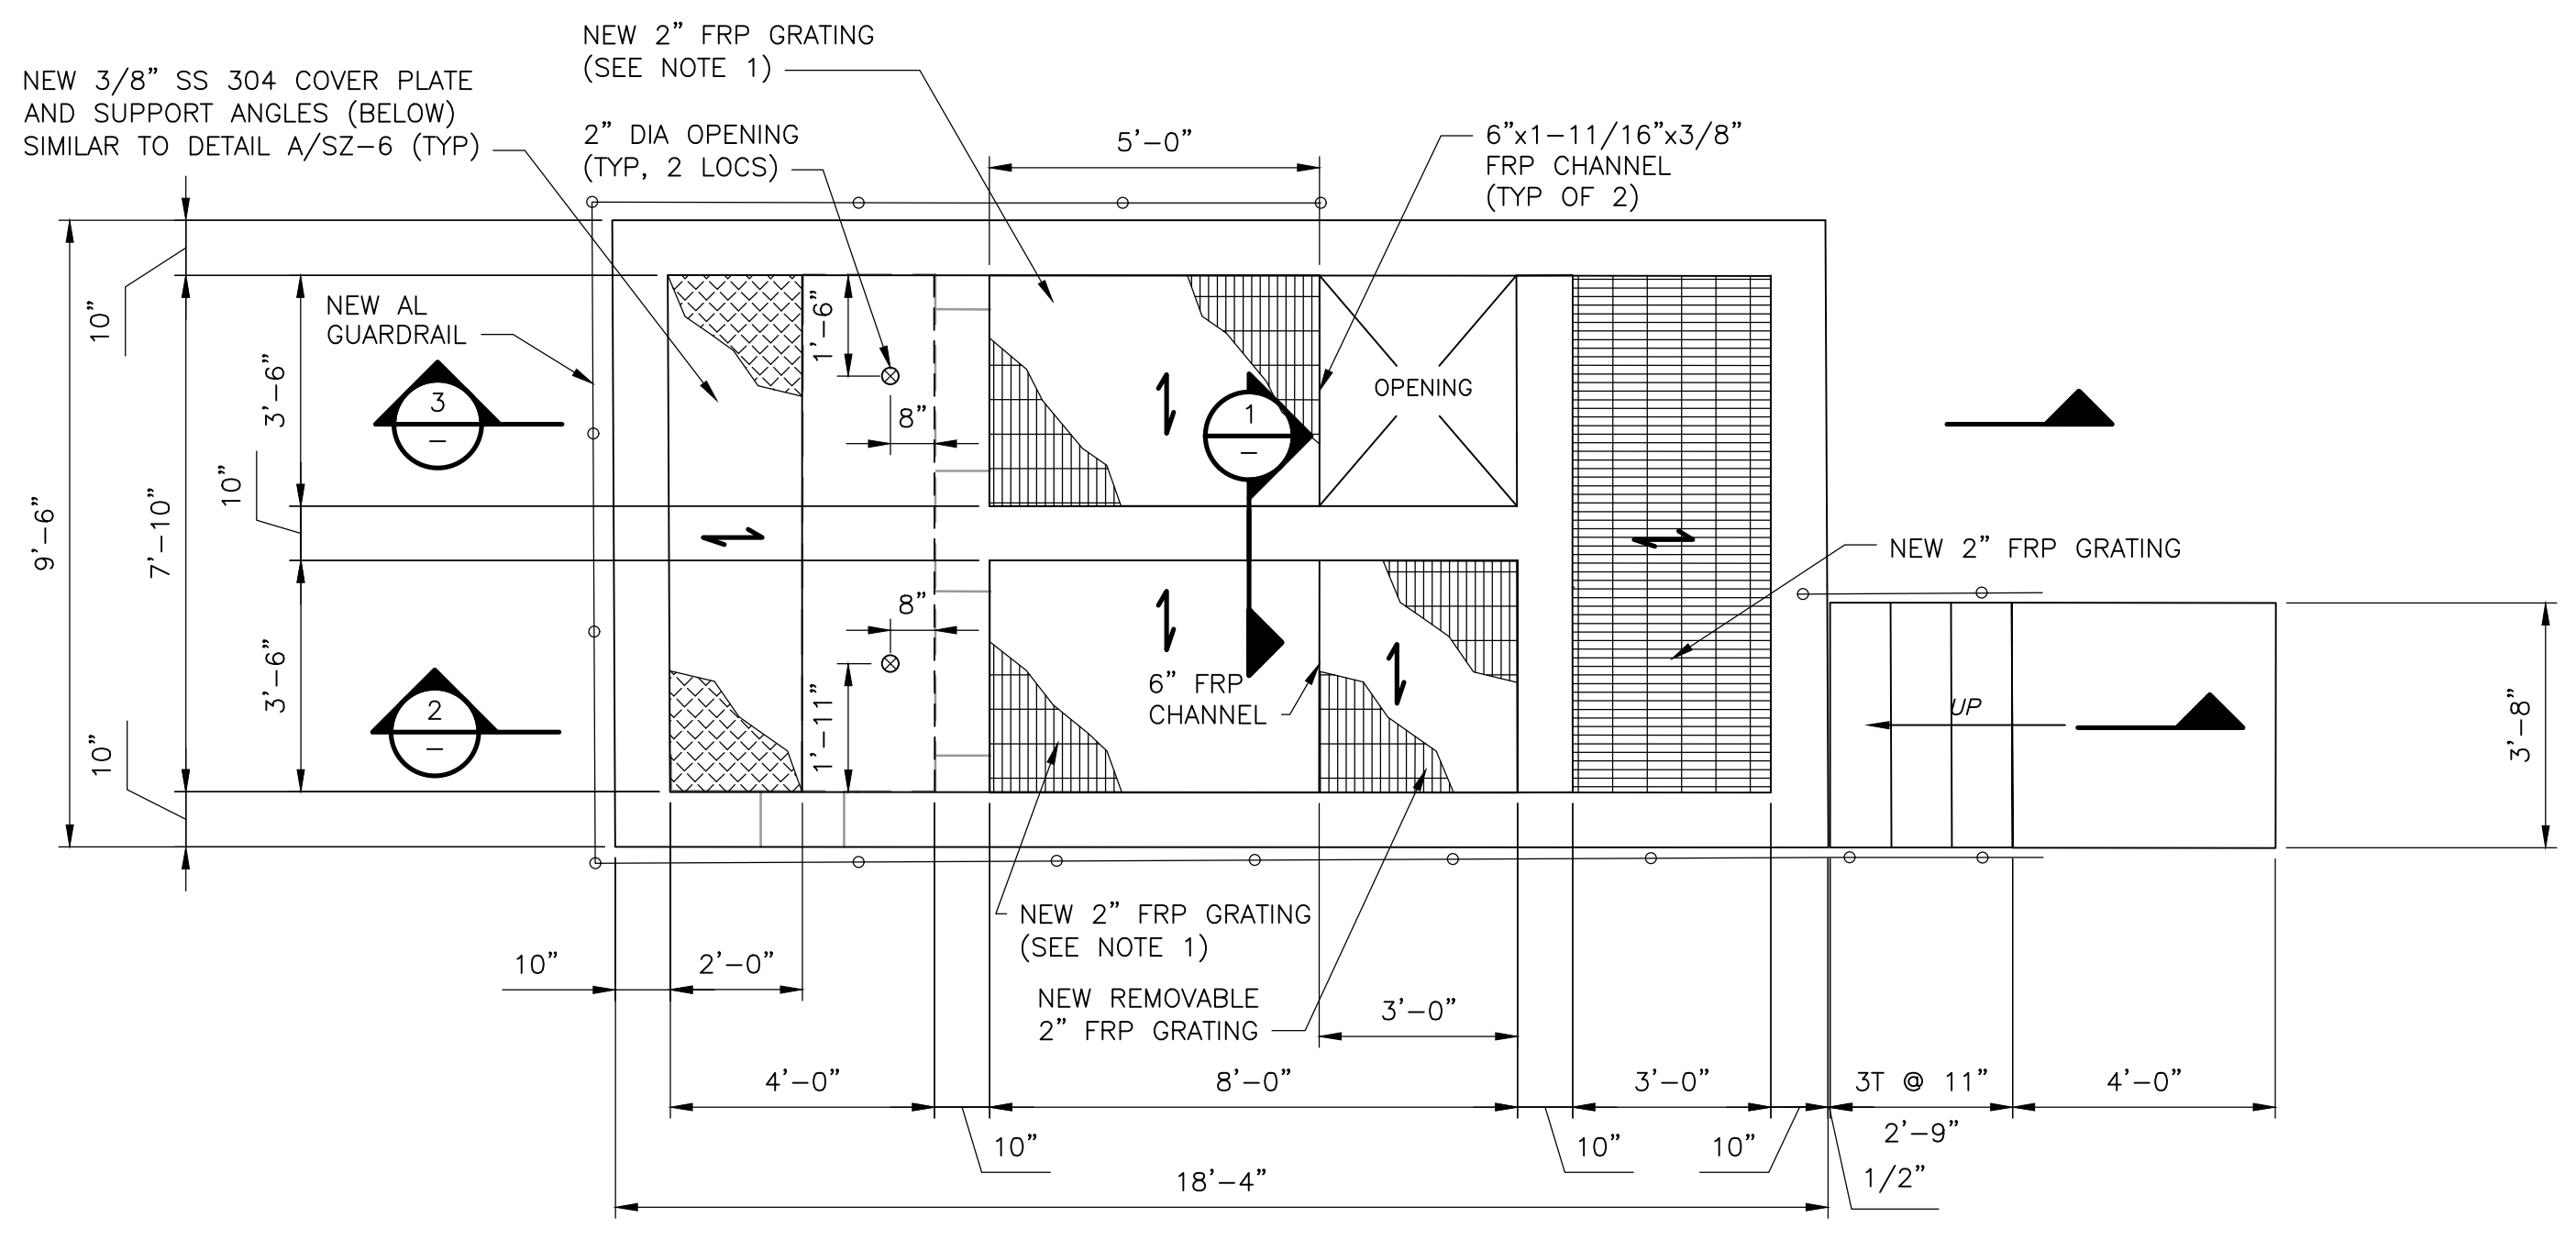 NEW 2” FRP GRATING
(SEE NOTE 1)
NEW 3/8” SS 304 COVER PLATE
AND SUPPORT ANGLES (BELOW)
SIMILAR TO DETAIL A/SZ-6 (TYP)
2” DIA OPENING
(TYP, 2 LOCS)
5’-0”
6”x1-11/16”x3/8”
FRP CHANNEL
(TYP OF 2)
10”
NEW AL
GUARDRAIL
1’-6”
3’-6”
3
-
8”
1
-
OPENING
10”
9’-6”
7’-10”
NEW 2” FRP GRATING
8”
3’-6”
2
-
1’-11”
6” FRP
CHANNEL
UP
3’-8”
10”
NEW 2” FRP GRATING
(SEE NOTE 1)
10”
2’-0”
NEW REMOVABLE
2” FRP GRATING
3’-0”
4’-0”
8’-0”
3’-0”
3T @ 11”
4’-0”
2’-9”
10”
10”
10”
1/2”
18’-4”